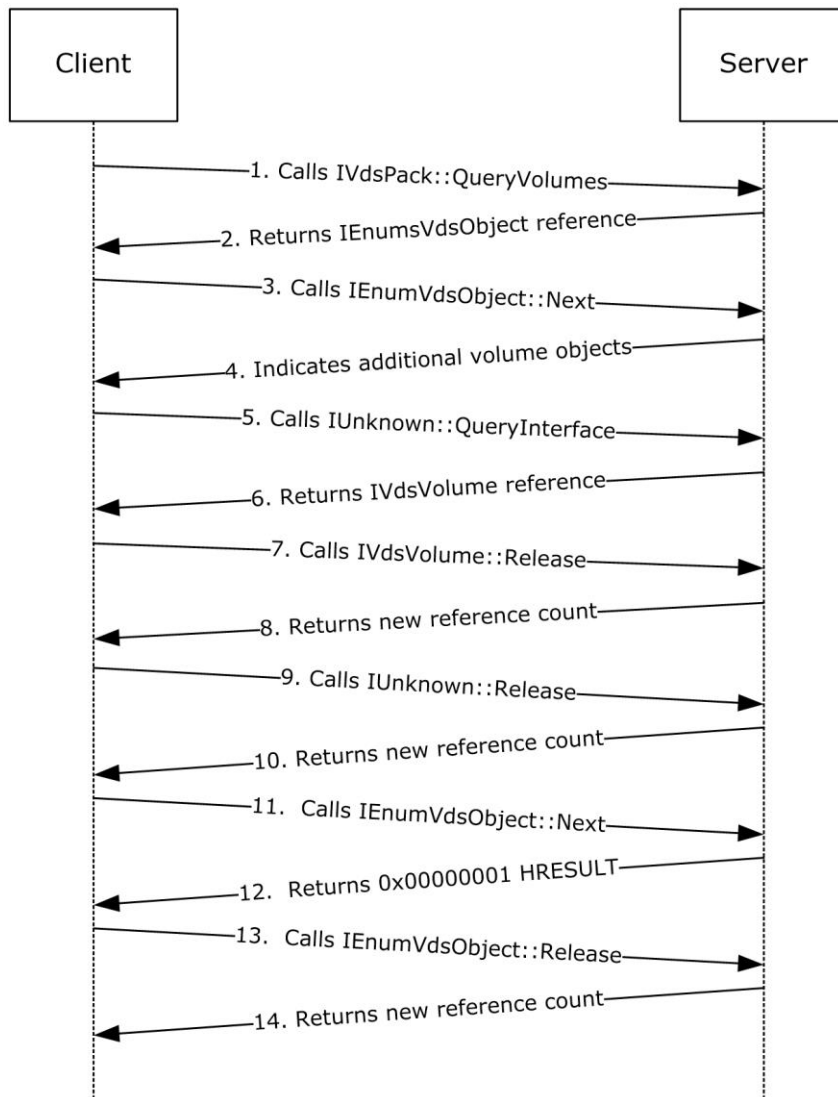 Client
Server
1. Calls IVdsPack::QueryVolumes
2. Returns IEnumsVdsObject reference
3. Calls IEnumVdsObject::Next
4. Indicates additional volume objects
5. Calls IUnknown::QueryInterface
6. Returns IVdsVolume reference
7. Calls IVdsVolume::Release
8. Returns new reference count
9. Calls IUnknown::Release
10. Returns new reference count
11.  Calls IEnumVdsObject::Next
12.  Returns 0x00000001 HRESULT
13.  Calls IEnumVdsObject::Release
14. Returns new reference count